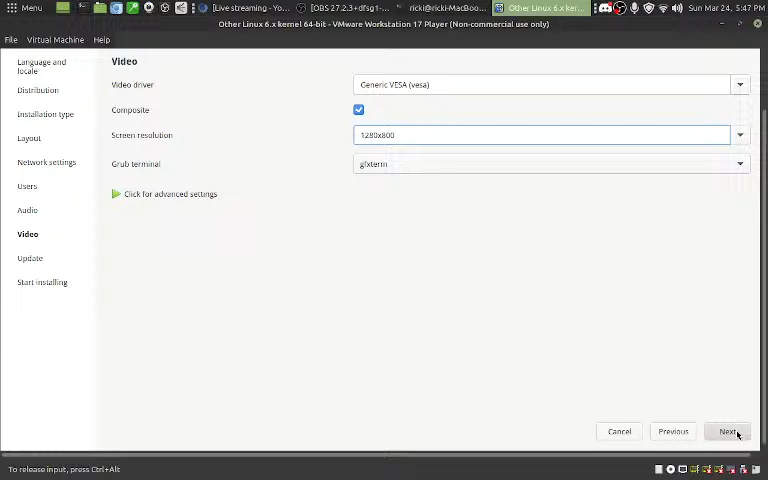 Menu
[Live streaming - Yo...
[OBS 27.2.3+dfsg1-...
ricki@ricki-MacBoo...
Other Linux 6.x ker...
Sun Mar 24, 5:47 PM
Other Linux 6.x kernel 64-bit - VMware Workstation 17 Player (Non-commercial use only)
File Virtual Machine Help
Language and
locale
Distribution
Installation type
Layout
Network settings
Users
Audio
Video
Update
Start installing
Video
Video driver Generic VESA (vesa)
Composite
Screen resolution 1280x800
Grub terminal gfxterm
Click for advanced settings
Cancel Previous Next
To release input, press Ctrl+Alt